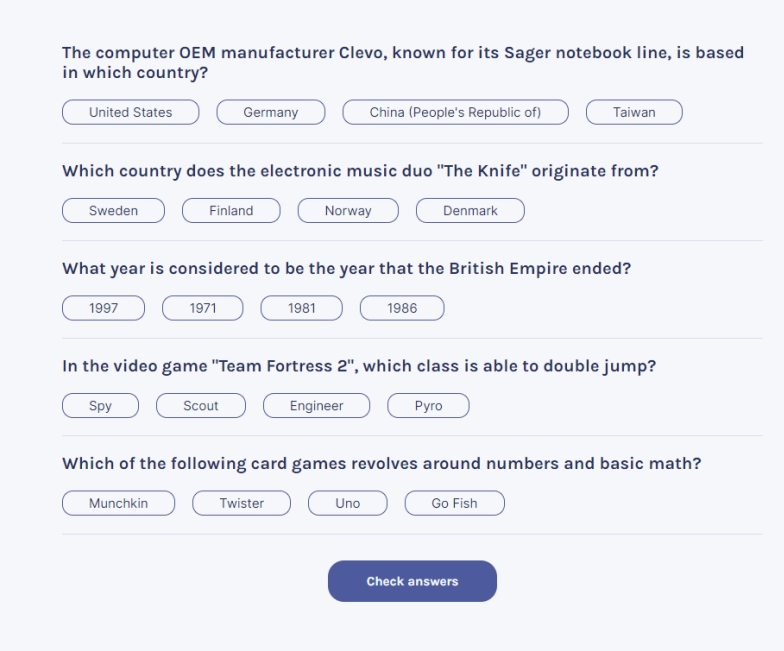 The computer OEM manufacturer Clevo, known for its Sager notebook line, is based
in which country?
United States Germany China (People's Republic of) Taiwan
Which country does the electronic music duo "The Knife" originate from?
Sweden Finland Norway Denmark
What year is considered to be the year that the British Empire ended?
1997 1971 1981 1986
In the video game "Team Fortress 2", which class is able to double jump?
Spy Scout Engineer Pyro
Which of the following card games revolves around numbers and basic math?
Munchkin Twister Uno Go Fish
Check answers